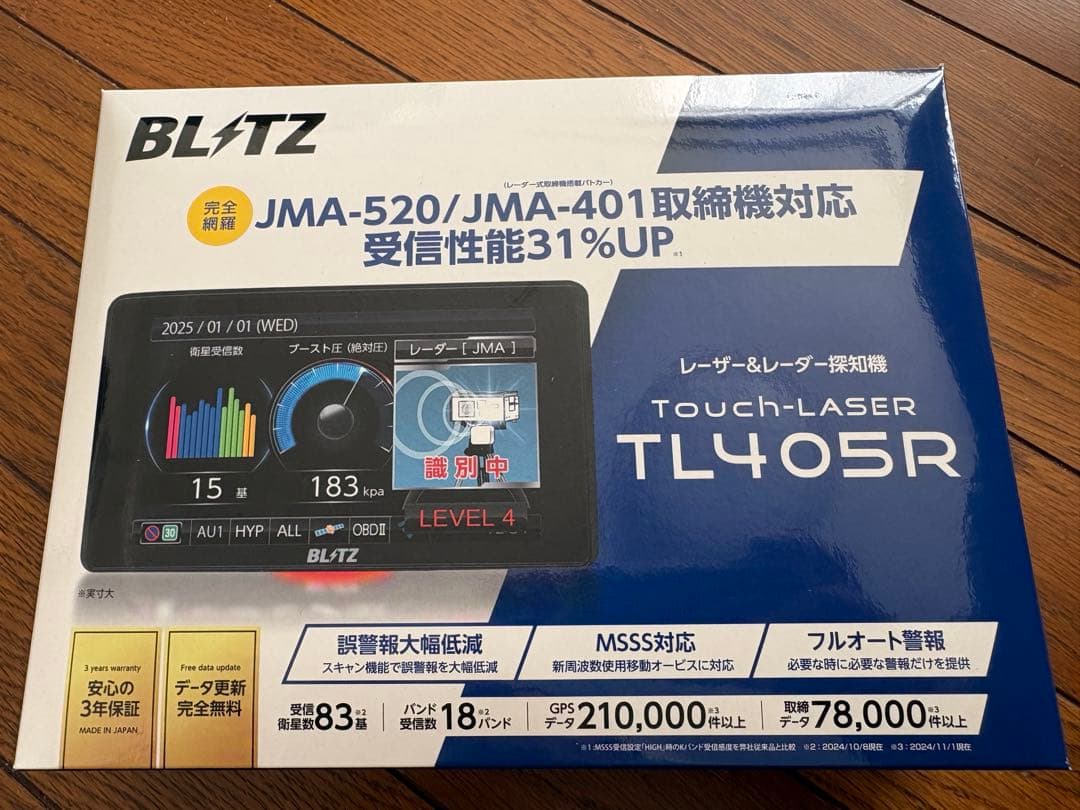 BLITZ
(レーダー式取締機搭載パトカー)
完全
網羅
JMA-520/JMA-401取締機対応
受信性能31%UP※1
2025/01/01(WED)
衛星受信数
ブースト圧(絶対圧)
レーダー[JMA]
識別中
15基
183kpa
LEVEL 4
30
AU1
HYP
ALL
OBDⅡ
BLITZ
※実寸大
レーザー&レーダー探知機
Touch-LASER
TL405R
3 years warranty
安心の
3年保証
MADE IN JAPAN
Free data update
データ更新
完全無料
誤警報大幅低減
スキャン機能で誤警報を大幅低減
MSSS対応
新周波数使用移動オービスに対応
フルオート警報
必要な時に必要な警報だけを提供
受信
衛星数83※2基
バンド
受信数18※2バンド
GPS
データ210,000※3件以上
取締
データ78,000※3件以上
※1:MSSS受信設定「HIGH」時のKバンド受信感度を弊社従来品と比較 ※2:2024/10/8現在 ※3:2024/11/1現在